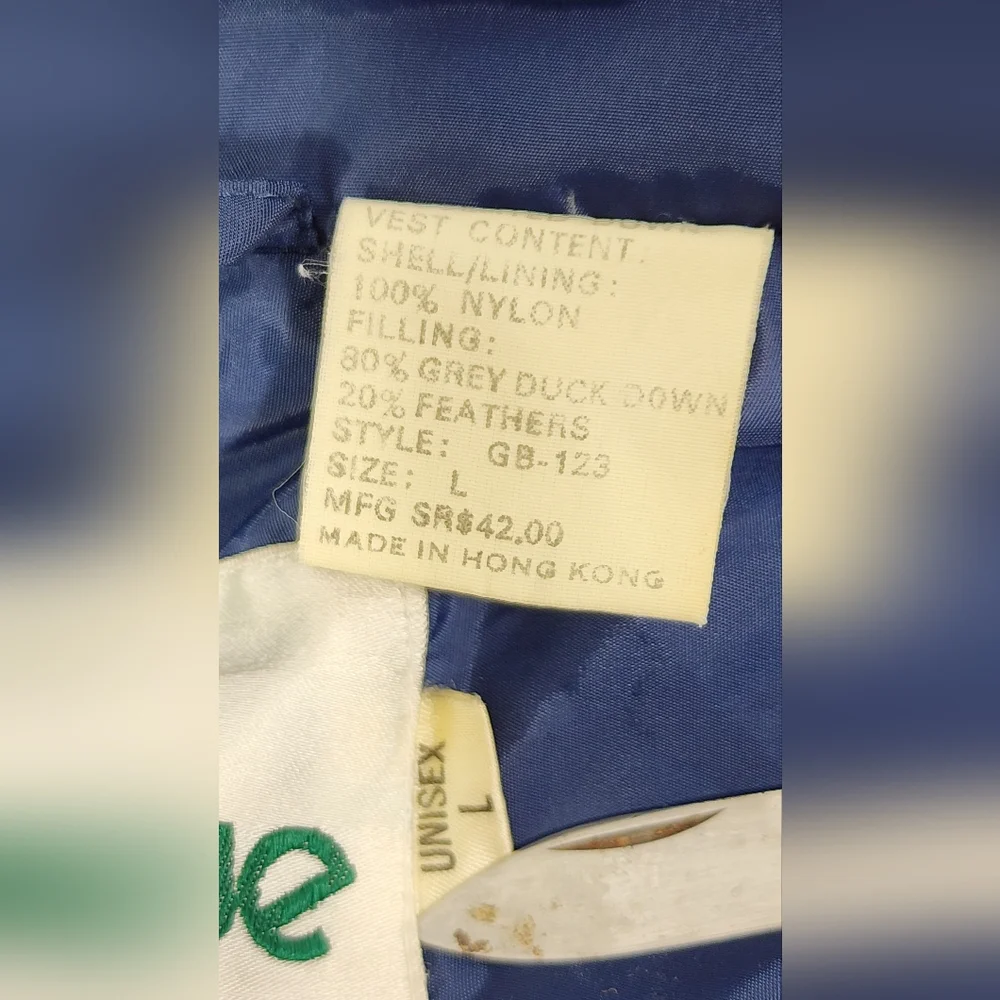 VEST CONTENT.
SHELL/LINING:
100% NYLON
FILLING:
80% GREY DUCK DOWN
20% FEATHERS
STYLE: GB-123
SIZE: L
MFG SR$42.00
MADE IN HONG KONG
UNISEX
L